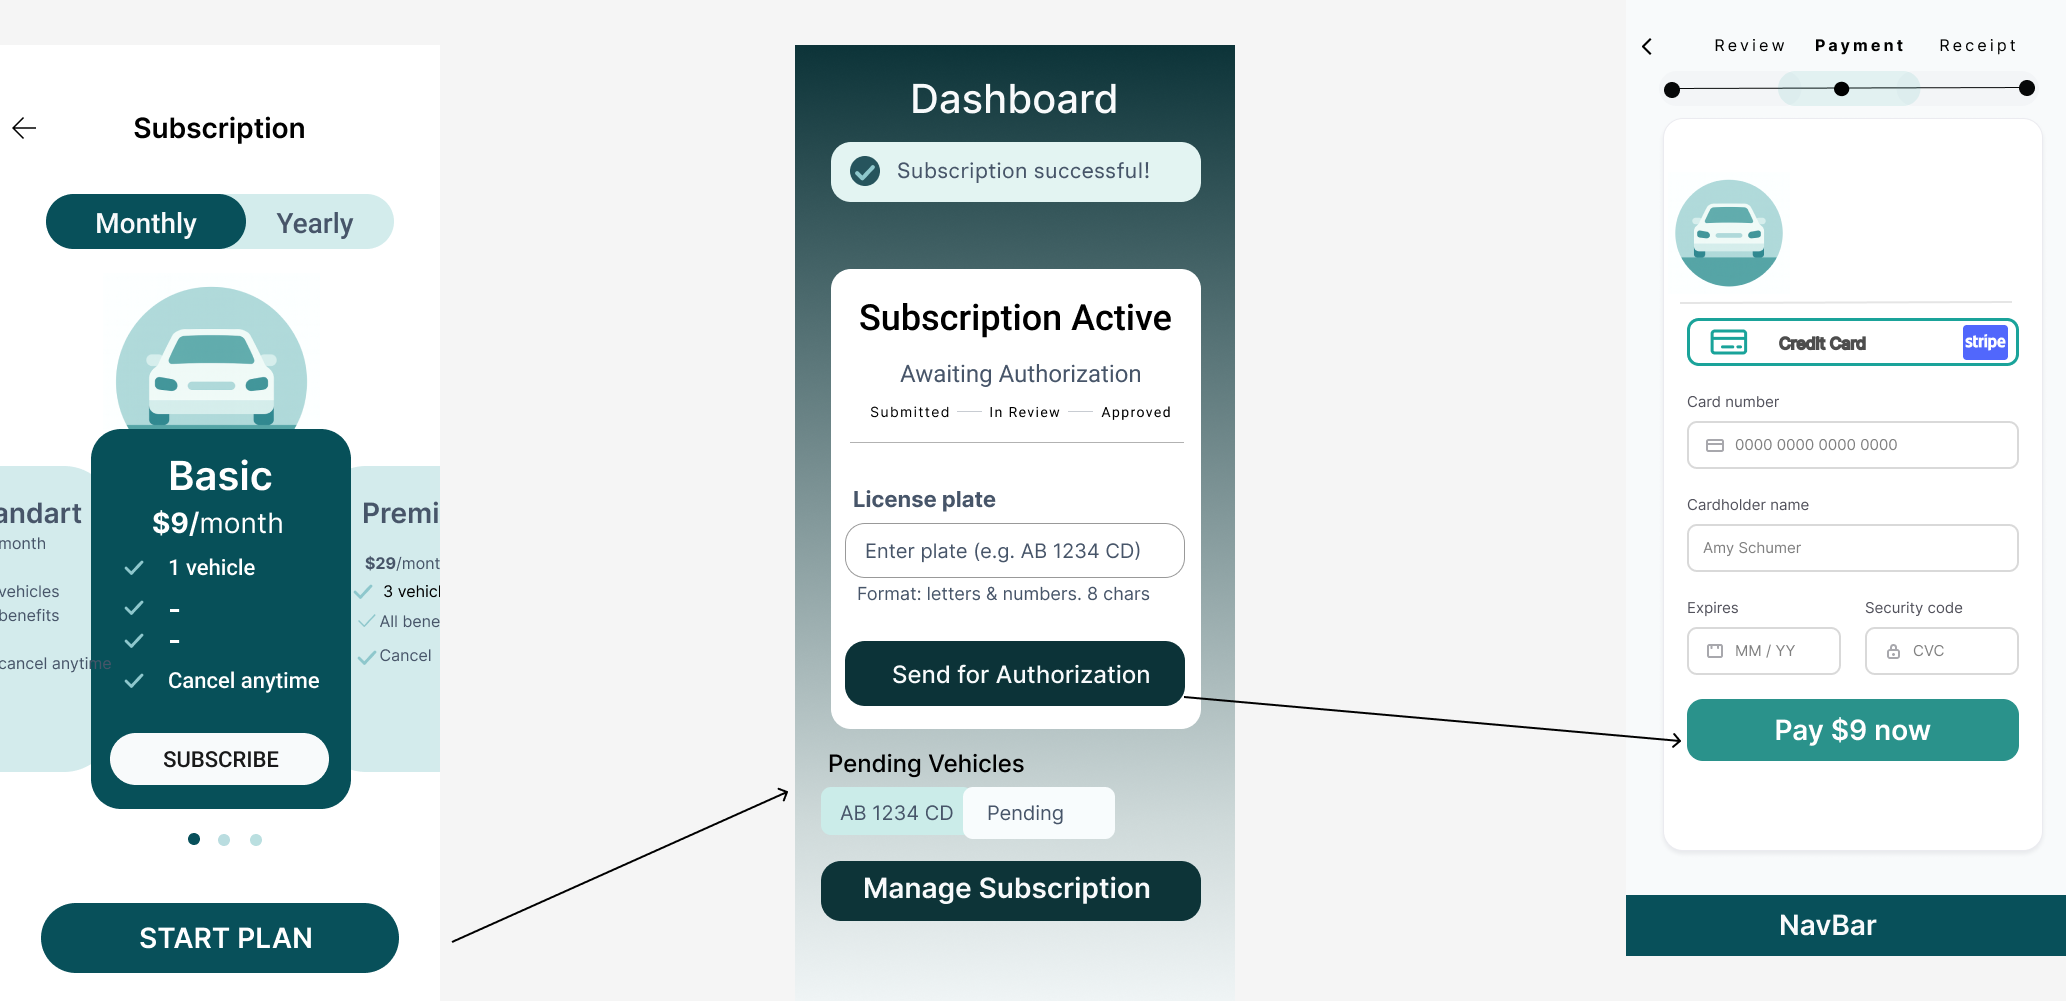 Subscription
Monthly
Yearly
andart
month
vehicles
benefits
cancel anytime
Basic
$9/month
1 vehicle
-
-
Cancel anytime
SUBSCRIBE
Premi
$29/mont
3 vehicl
All bene
Cancel
START PLAN
Dashboard
Subscription successful!
Subscription Active
Awaiting Authorization
Submitted
In Review
Approved
License plate
Enter plate (e.g. AB 1234 CD)
Format: letters & numbers. 8 chars
Send for Authorization
Pending Vehicles
AB 1234 CD
Pending
Manage Subscription
Review
Payment
Receipt
Credit Card
stripe
Card number
0000 0000 0000 0000
Cardholder name
Amy Schumer
Expires
Security code
MM / YY
CVC
Pay $9 now
NavBar